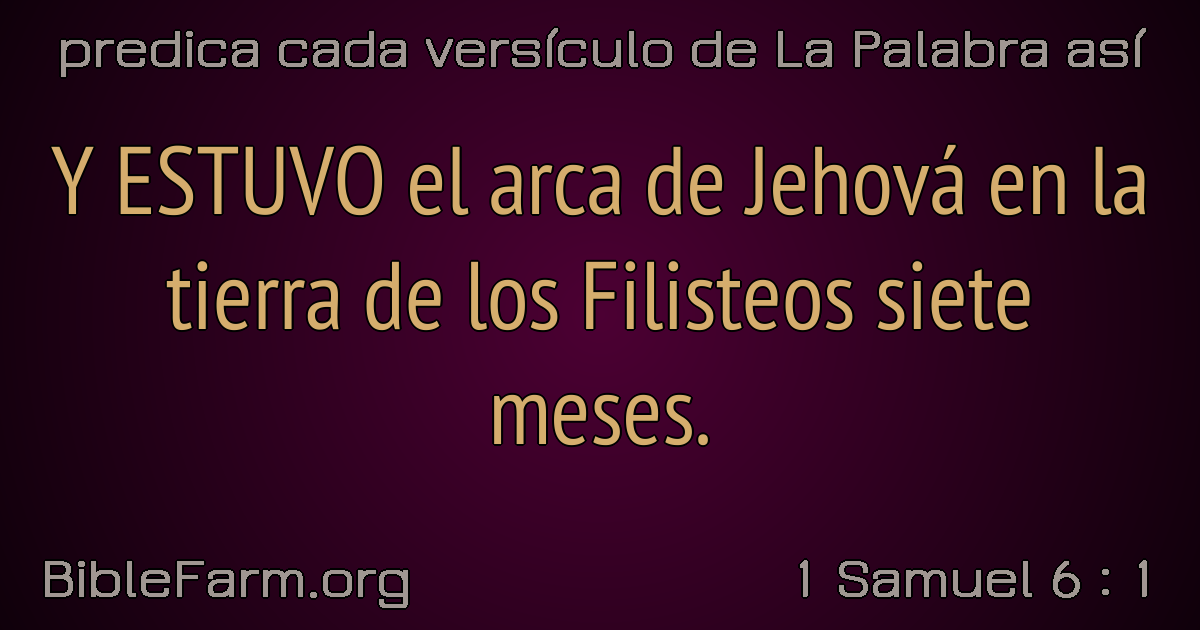 predica cada versículo de La Palabra así
Y ESTUVO el arca de Jehová en la
tierra de los Filisteos siete
meses.
BibleFarm.org
1 Samuel 6 : 1